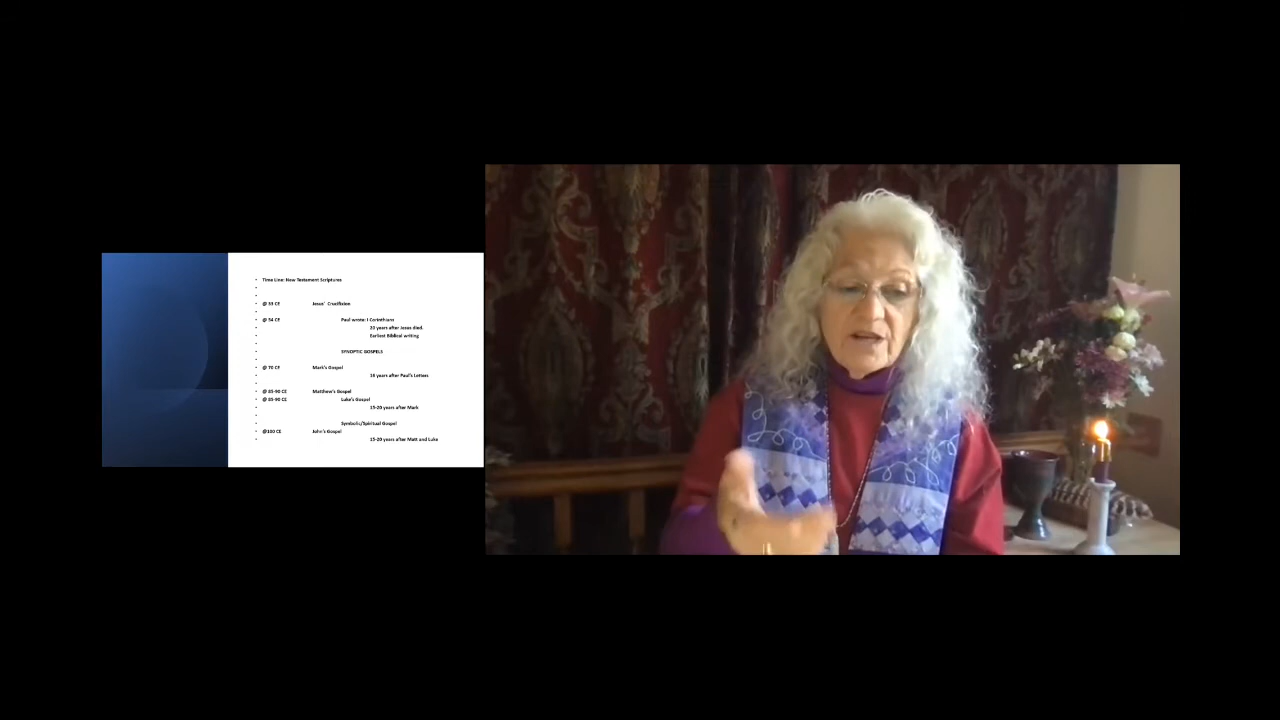 Time Line: New Testament Scriptures
@ 33 CE Jesus' Crucifixion
@ 54 CE Paul wrote: I Corinthians
20 years after Jesus died.
Earliest Biblical writing
SYNOPTIC GOSPELS
@ 70 CE Mark's Gospel
16 years after Paul's Letters
@ 85-90 CE Matthew's Gospel
@ 85-90 CE Luke's Gospel
15-20 years after Mark
Symbolic/Spiritual Gospel
@100 CE John's Gospel
15-20 years after Matt and Luke